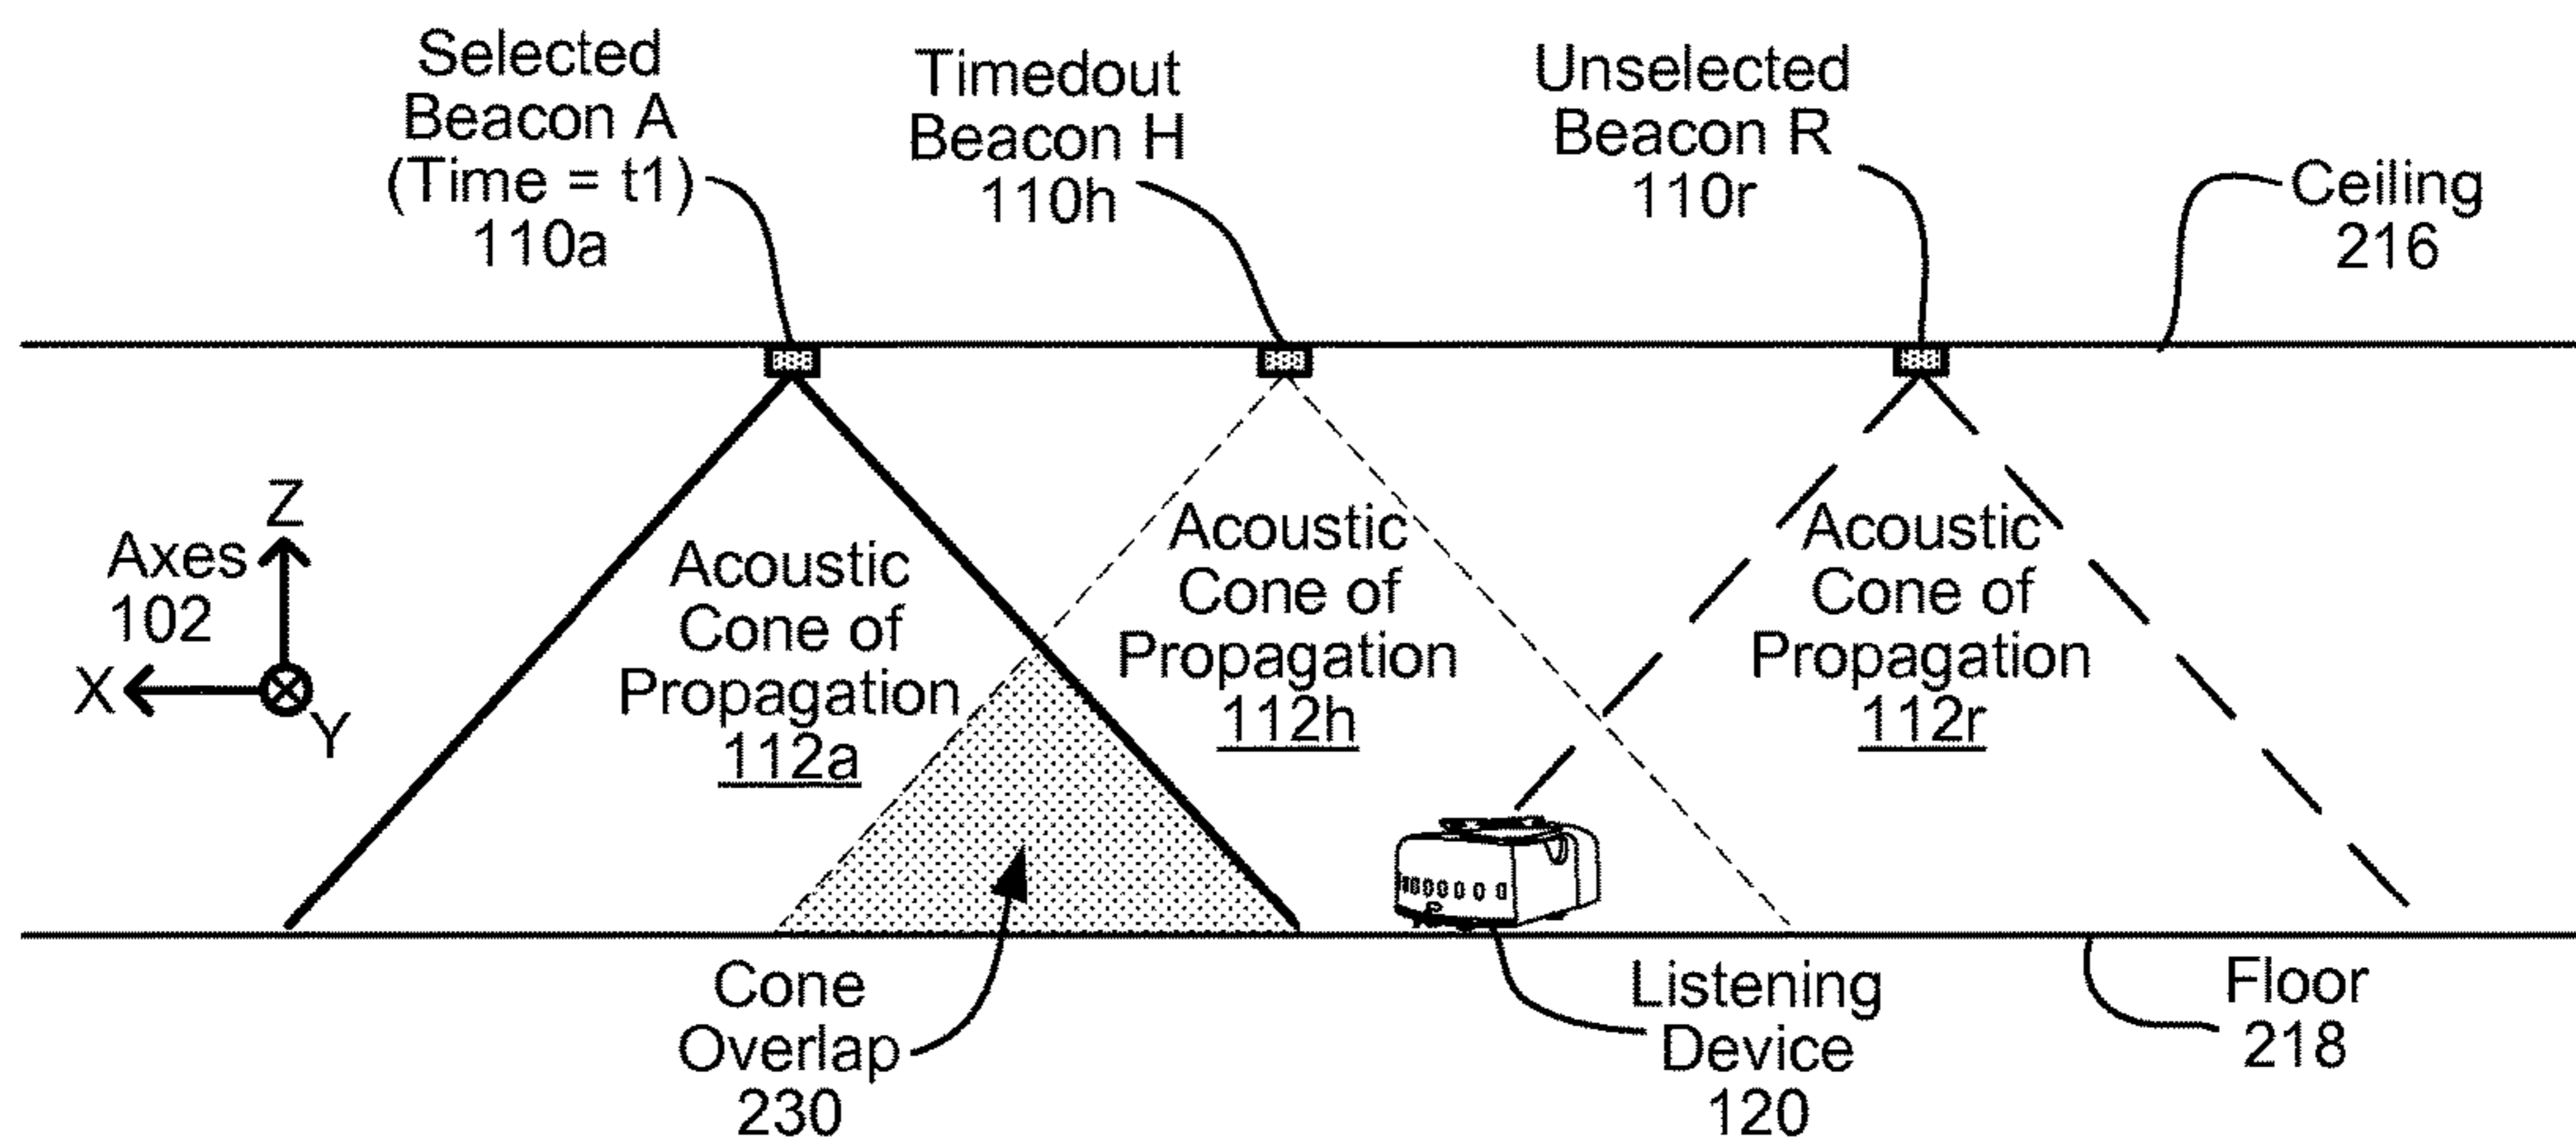 Selected
Beacon A
(Time = t1)
110a
Timedout
Beacon H
110h
Unselected
Beacon R
110r
Ceiling
216
Axes
102
Z
X
Y
Acoustic
Cone of
Propagation
112a
Acoustic
Cone of
Propagation
112h
Acoustic
Cone of
Propagation
112r
Cone
Overlap
230
Listening
Device
120
Floor
218